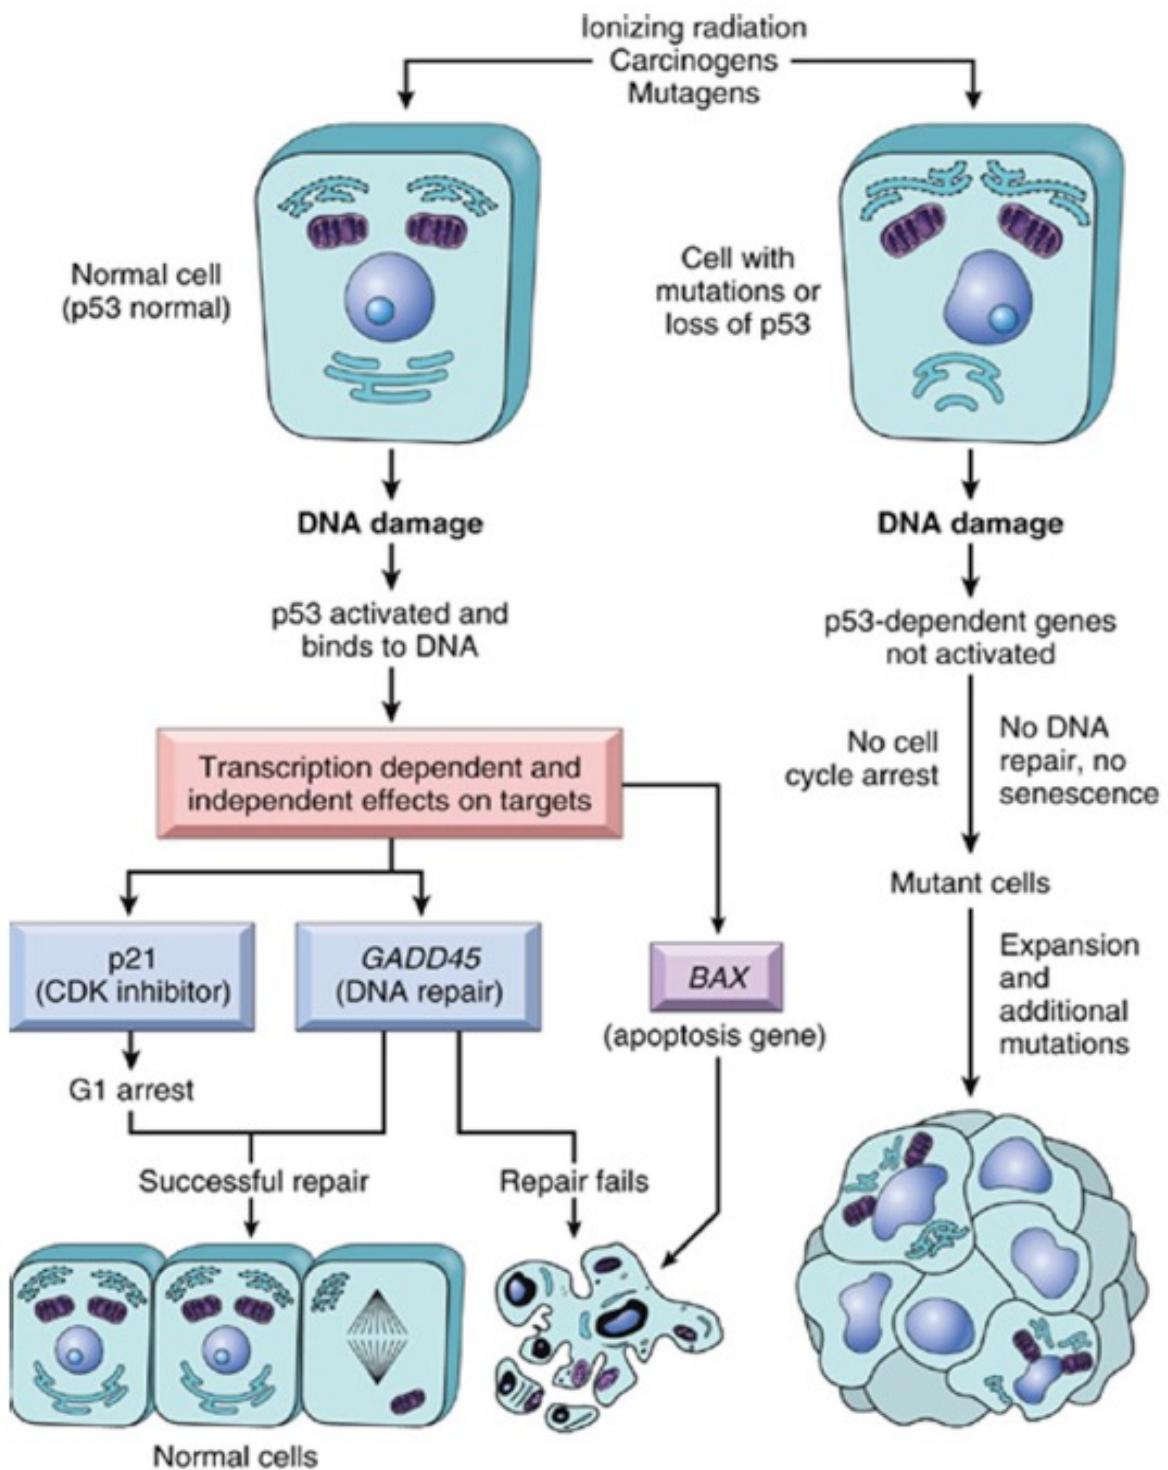 Ionizing radiation
Carcinogens
Mutagens
Normal cell
(p53 normal)
Cell with
mutations or
loss of p53
DNA damage
DNA damage
p53 activated and
binds to DNA
p53-dependent genes
not activated
Transcription dependent and
independent effects on targets
No cell
cycle arrest
No DNA
repair, no
senescence
Mutant cells
p21
(CDK inhibitor)
GADD45
(DNA repair)
BAX
(apoptosis gene)
Expansion
and
additional
mutations
G1 arrest
Successful repair
Repair fails
Normal cells